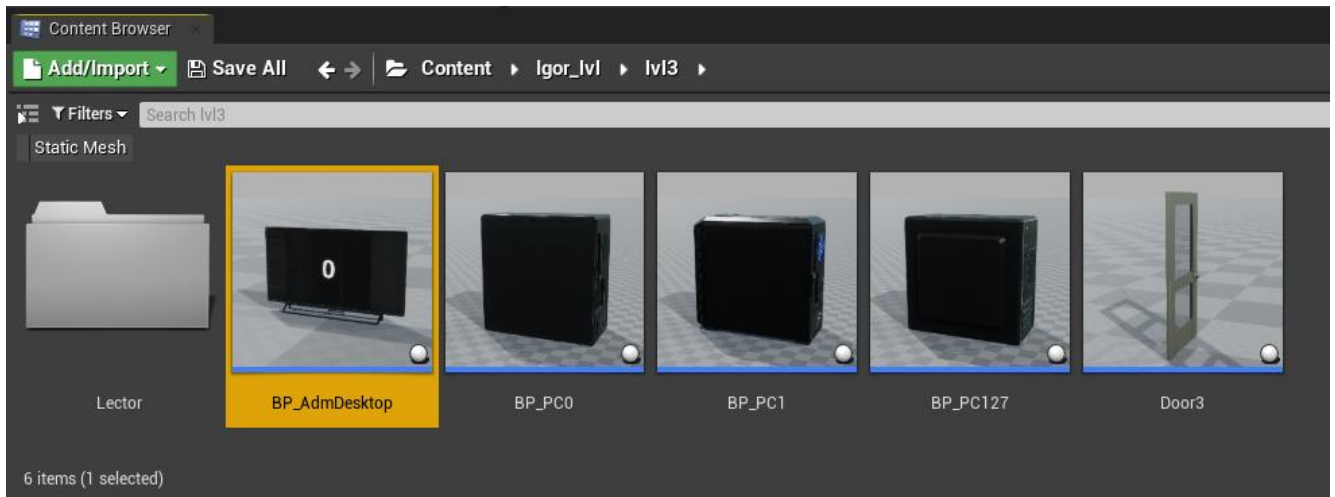 Content Browser
Add/Import Save All Content Igor_lvl lvl3
Filters Search lvl3
Static Mesh
0
Lector BP_AdmDesktop BP_PC0 BP_PC1 BP_PC127 Door3
6 items (1 selected)